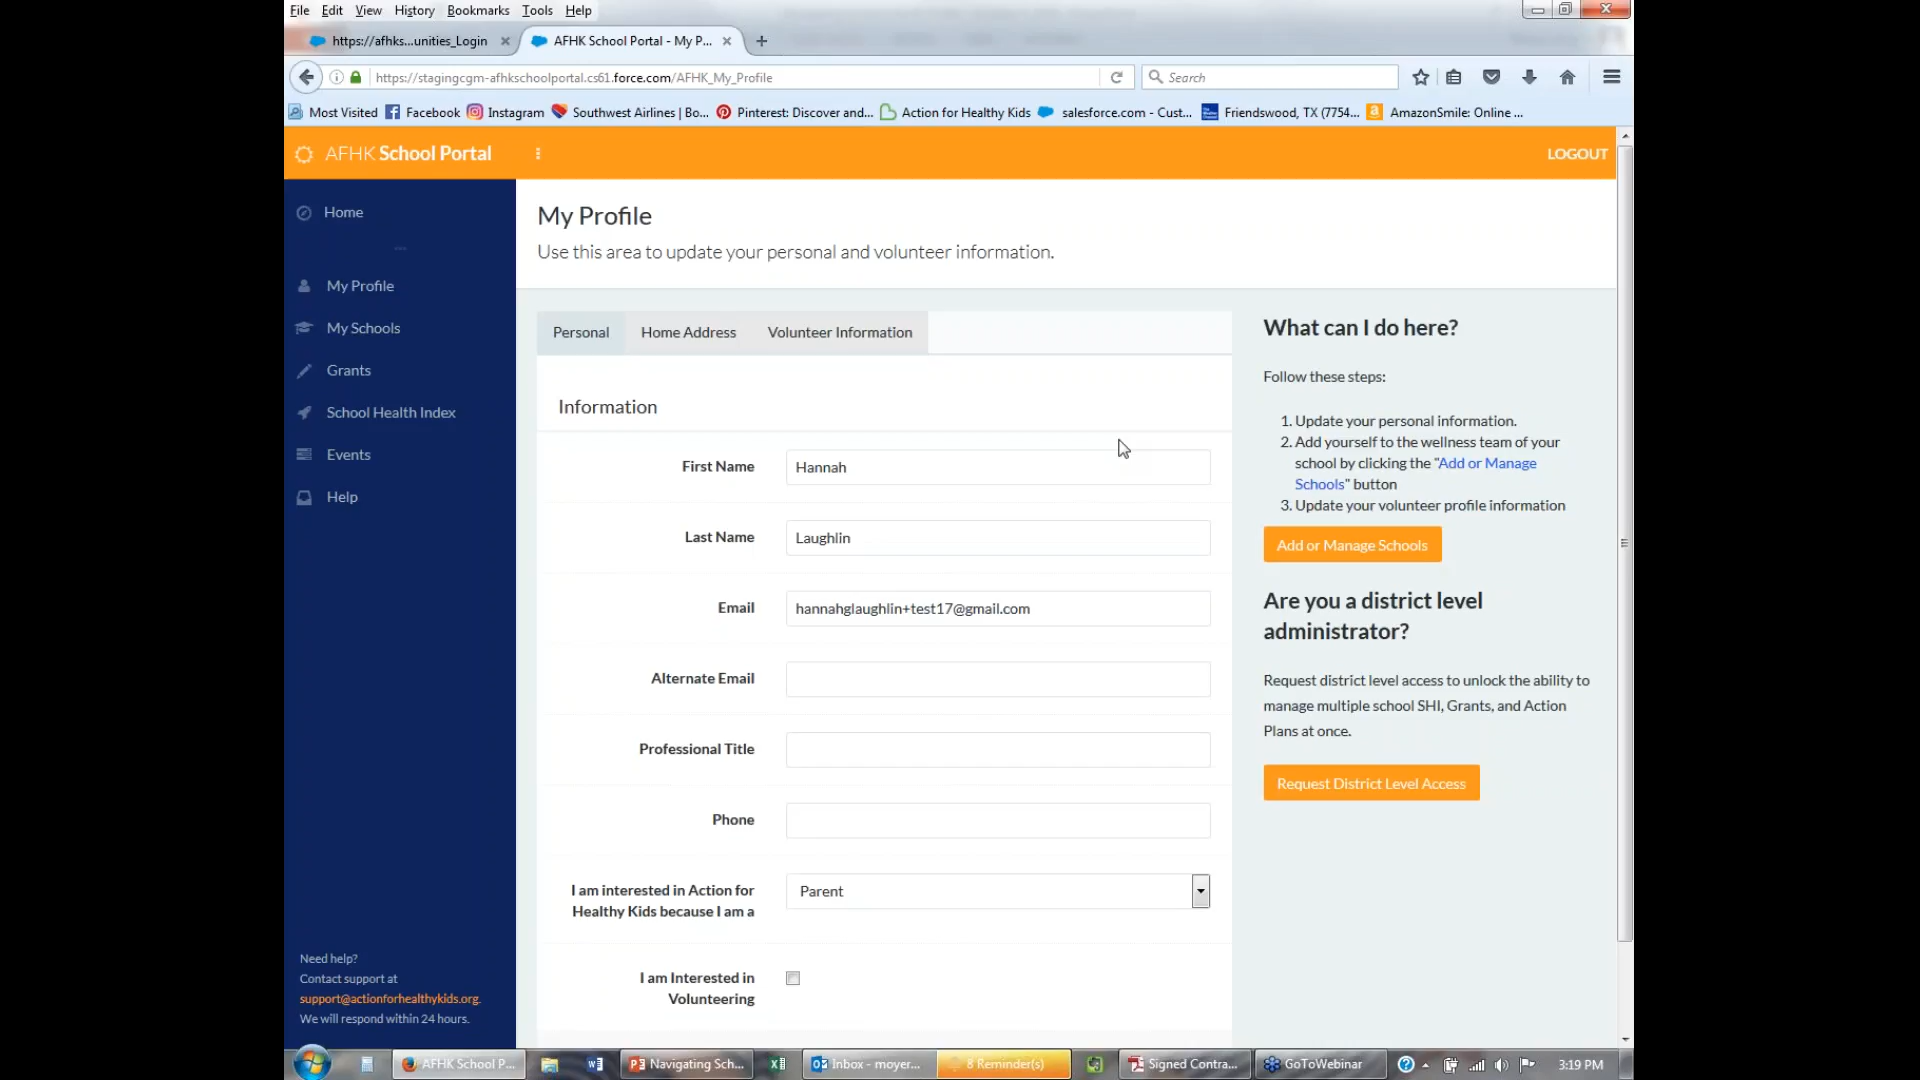 File Edit View History Bookmarks Tools Help
https://afhks...unities_Login AFHK School Portal - My P...
https://stagingcgm-afhkschoolportal.cs61.force.com/AFHK_My_Profile Search
Most Visited Facebook Instagram Southwest Airlines | Bo... Pinterest: Discover and... Action for Healthy Kids salesforce.com - Cust... Friendswood, TX (7754... AmazonSmile: Online ...
AFHK School Portal LOGOUT
Home
My Profile
My Schools
Grants
School Health Index
Events
Help
Need help?
Contact support at
support@actionforhealthykids.org.
We will respond within 24 hours.
My Profile
Use this area to update your personal and volunteer information.
Personal Home Address Volunteer Information
Information
First Name Hannah
Last Name Laughlin
Email hannahglaughlin+test17@gmail.com
Alternate Email
Professional Title
Phone
I am interested in Action for
Healthy Kids because I am a Parent
I am Interested in
Volunteering
What can I do here?
Follow these steps:
1. Update your personal information.
2. Add yourself to the wellness team of your
school by clicking the "Add or Manage
Schools" button
3. Update your volunteer profile information
Add or Manage Schools
Are you a district level
administrator?
Request district level access to unlock the ability to
manage multiple school SHI, Grants, and Action
Plans at once.
Request District Level Access
AFHK School P... Navigating Sch... Inbox - moyer... 8 Reminder(s) Signed Contra... GoToWebinar 3:19 PM